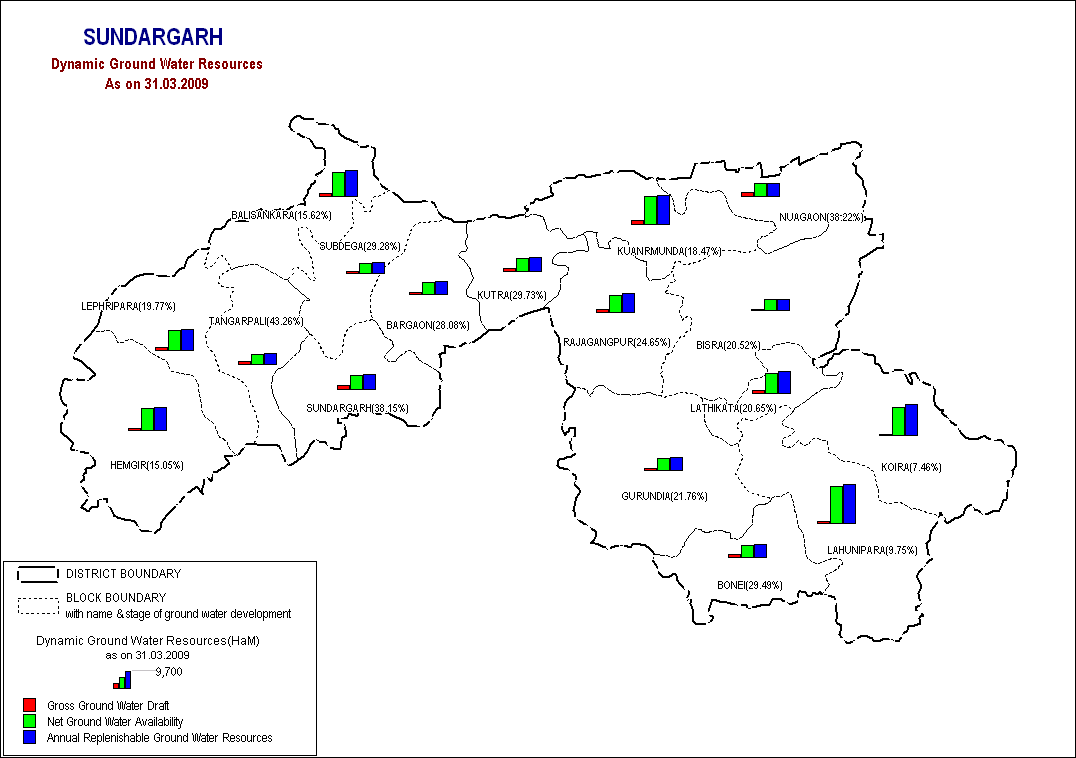 SUNDARGARH
Dynamic Ground Water Resources
As on 31.03.2009
BALISANKARA(15.62%)
NUAGAON(38.22%)
SUBDEGA(29.28%)
KUANRMUNDA(18.47%)
KUTRA(29.73%)
LEPHRIPARA(19.77%)
TANGARPALI(43.26%)
BARGAON(28.08%)
RAJAGANGPUR(24.65%)
BISRA(20.52%)
SUNDARGARH(38.15%)
LATHIKATA(20.65%)
HEMGIR(15.05%)
KOIRA(7.46%)
GURUNDIA(21.76%)
LAHUNIPARA(9.75%)
BONEI(29.49%)
DISTRICT BOUNDARY
BLOCK BOUNDARY
with name & stage of ground water development
Dynamic Ground Water Resources(HaM)
as on 31.03.2009
9,700
Gross Ground Water Draft
Net Ground Water Availability
Annual Replenishable Ground Water Resources